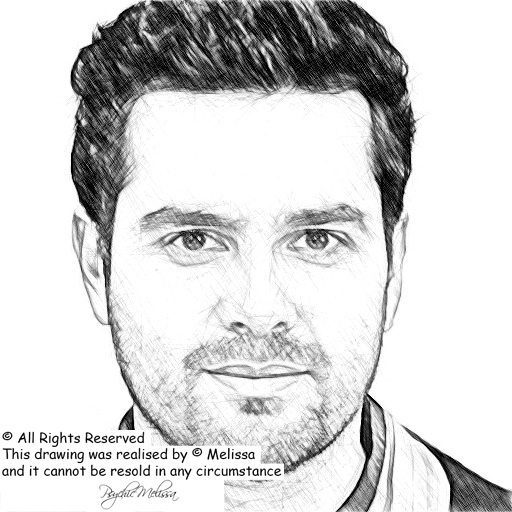 © All Rights Reserved
This drawing was realised by © Melissa
and it cannot be resold in any circumstance
Psychic Melissa